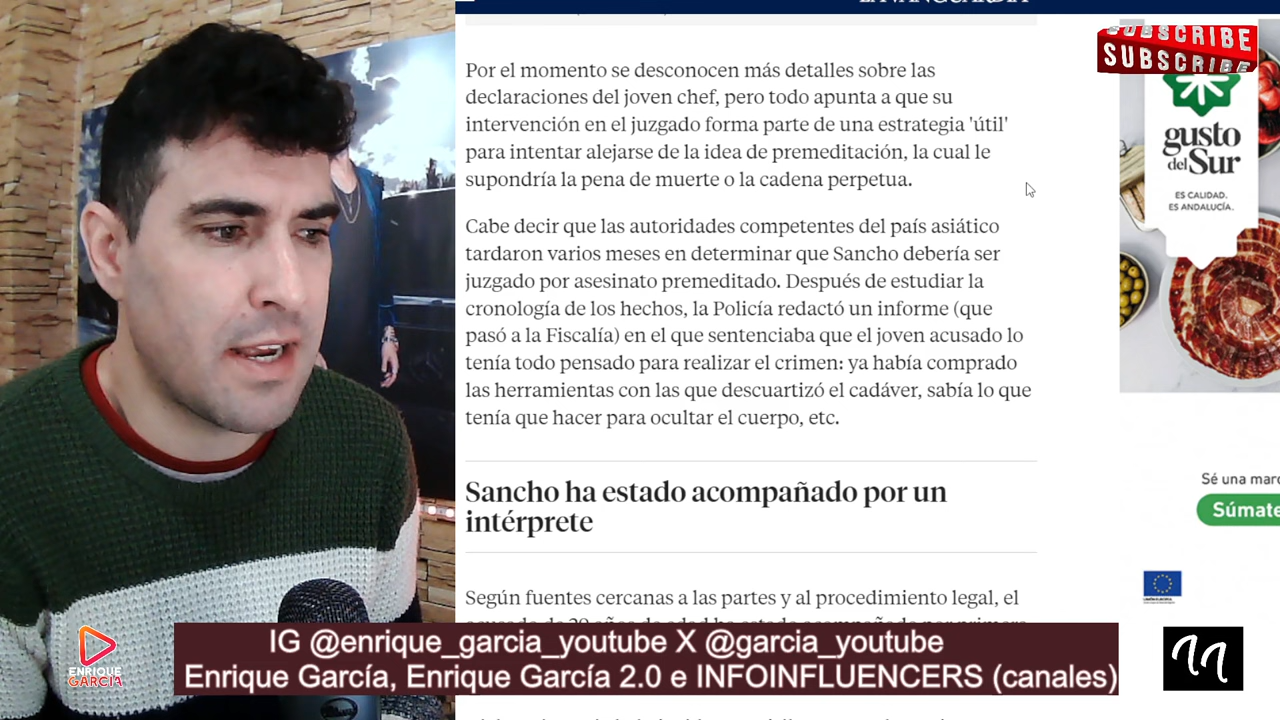 LA VANGUARDIA
SUBSCRIBE
SUBSCRIBE
Por el momento se desconocen más detalles sobre las
declaraciones del joven chef, pero todo apunta a que su
intervención en el juzgado forma parte de una estrategia 'útil'
para intentar alejarse de la idea de premeditación, la cual le
supondría la pena de muerte o la cadena perpetua.
Cabe decir que las autoridades competentes del país asiático
tardaron varios meses en determinar que Sancho debería ser
juzgado por asesinato premeditado. Después de estudiar la
cronología de los hechos, la Policía redactó un informe (que
pasó a la Fiscalía) en el que sentenciaba que el joven acusado lo
tenía todo pensado para realizar el crimen: ya había comprado
las herramientas con las que descuartizó el cadáver, sabía lo que
tenía que hacer para ocultar el cuerpo, etc.
Sancho ha estado acompañado por un
intérprete
Según fuentes cercanas a las partes y al procedimiento legal, el
gusto
del Sur
ES CALIDAD.
ES ANDALUCÍA.
Sé una marc
Súmate
IG @enrique_garcia_youtube X @garcia_youtube
Enrique García, Enrique García 2.0 e INFOINFLUENCERS (canales)
ENRIQUE
GARCÍA